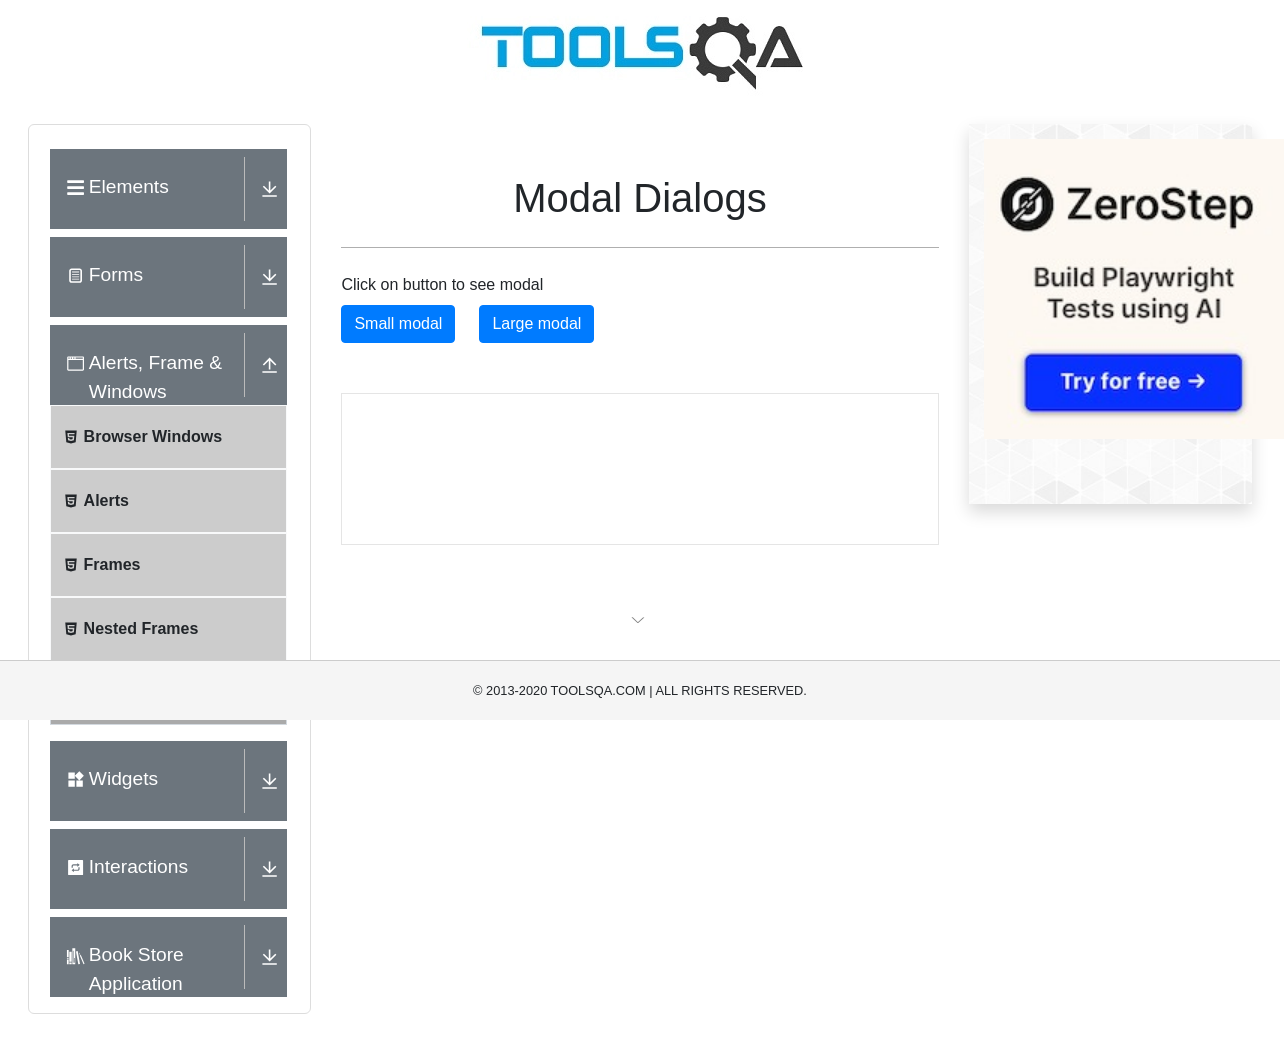 TOOLSQA
Elements
Forms
Alerts, Frame &
Windows
Browser Windows
Alerts
Frames
Nested Frames
Widgets
Interactions
Book Store
Application
Modal Dialogs
Click on button to see modal
Small modal
Large modal
ZeroStep
Build Playwright
Tests using AI
Try for free →
© 2013-2020 TOOLSQA.COM | ALL RIGHTS RESERVED.